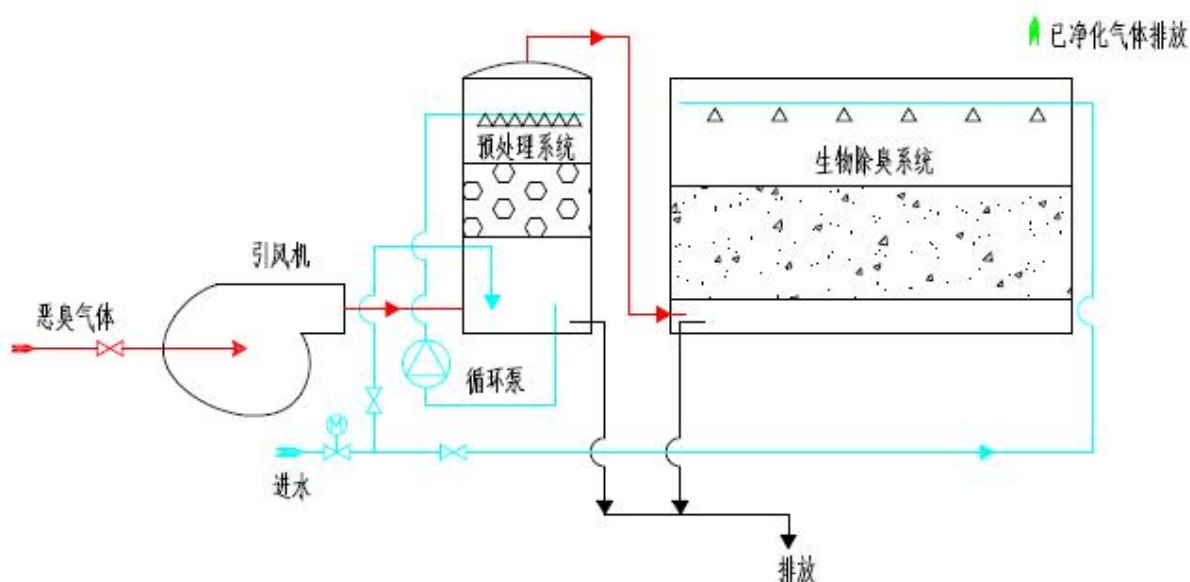 已净化气体排放
预处理系统
生物除臭系统
引风机
恶臭气体
循环泵
M
进水
排放